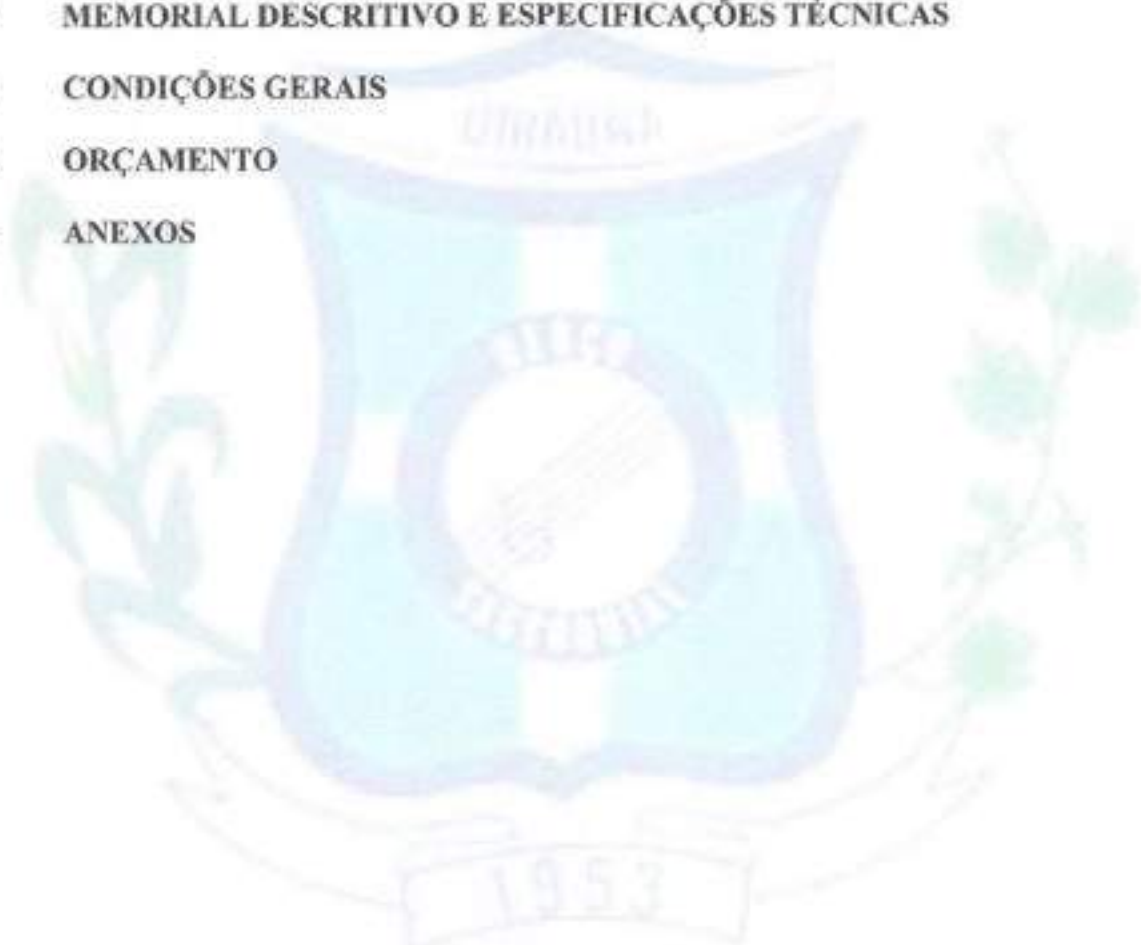 MEMORIAL DESCRITIVO E ESPECIFICAÇÕES TÉCNICAS
CONDIÇÕES GERAIS
ORÇAMENTO
ANEXOS
1953